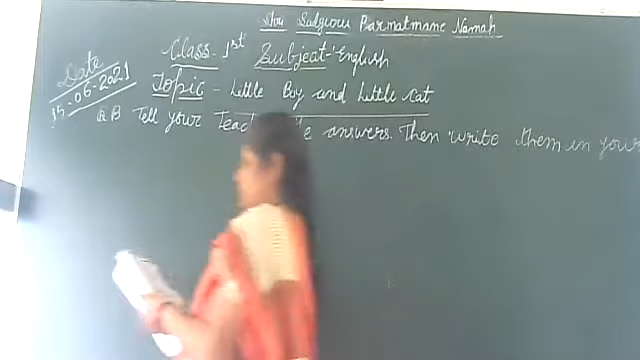 Shri Sadgurus Parmatmane Namah
Class - 1st Subject - English
Date
15-06-2021
Topic - Little Boy and Little Cat
Q B Tell your answers. Then write them in your